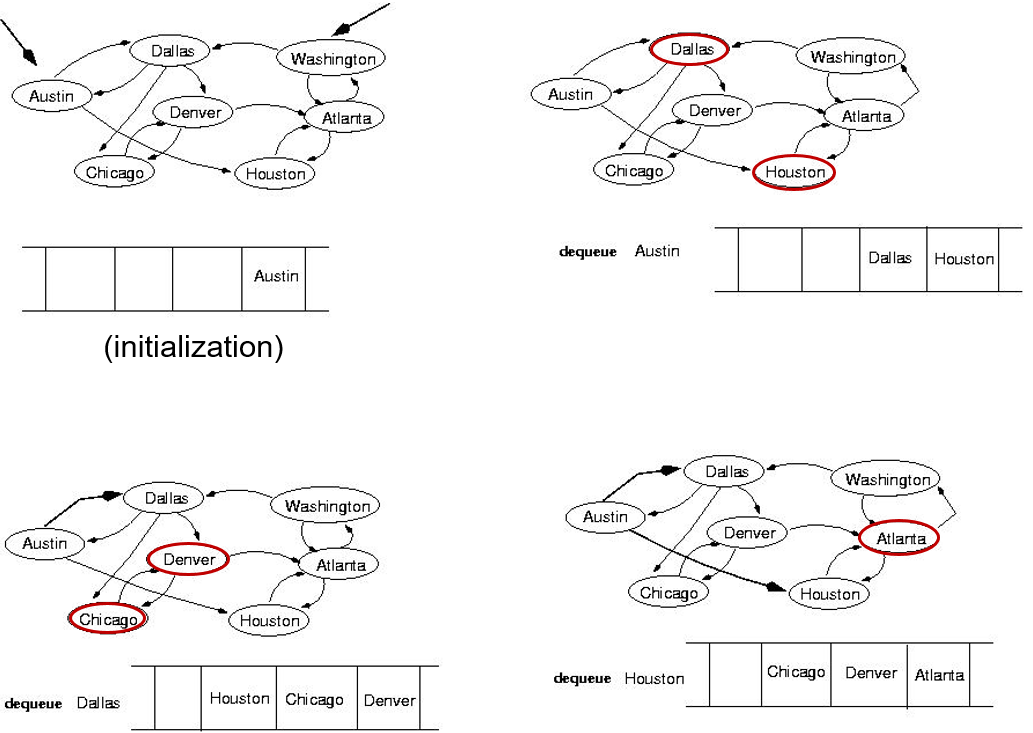 Dallas
Washington
Austin
Denver
Atlanta
Chicago
Houston
Austin
(initialization)
Dallas
Washington
Austin
Denver
Atlanta
Chicago
Houston
dequeue Austin
Dallas Houston
Dallas
Washington
Austin
Denver
Atlanta
Chicago
Houston
dequeue Dallas
Houston Chicago Denver
Dallas
Washington
Austin
Denver
Atlanta
Chicago
Houston
dequeue Houston
Chicago Denver Atlanta